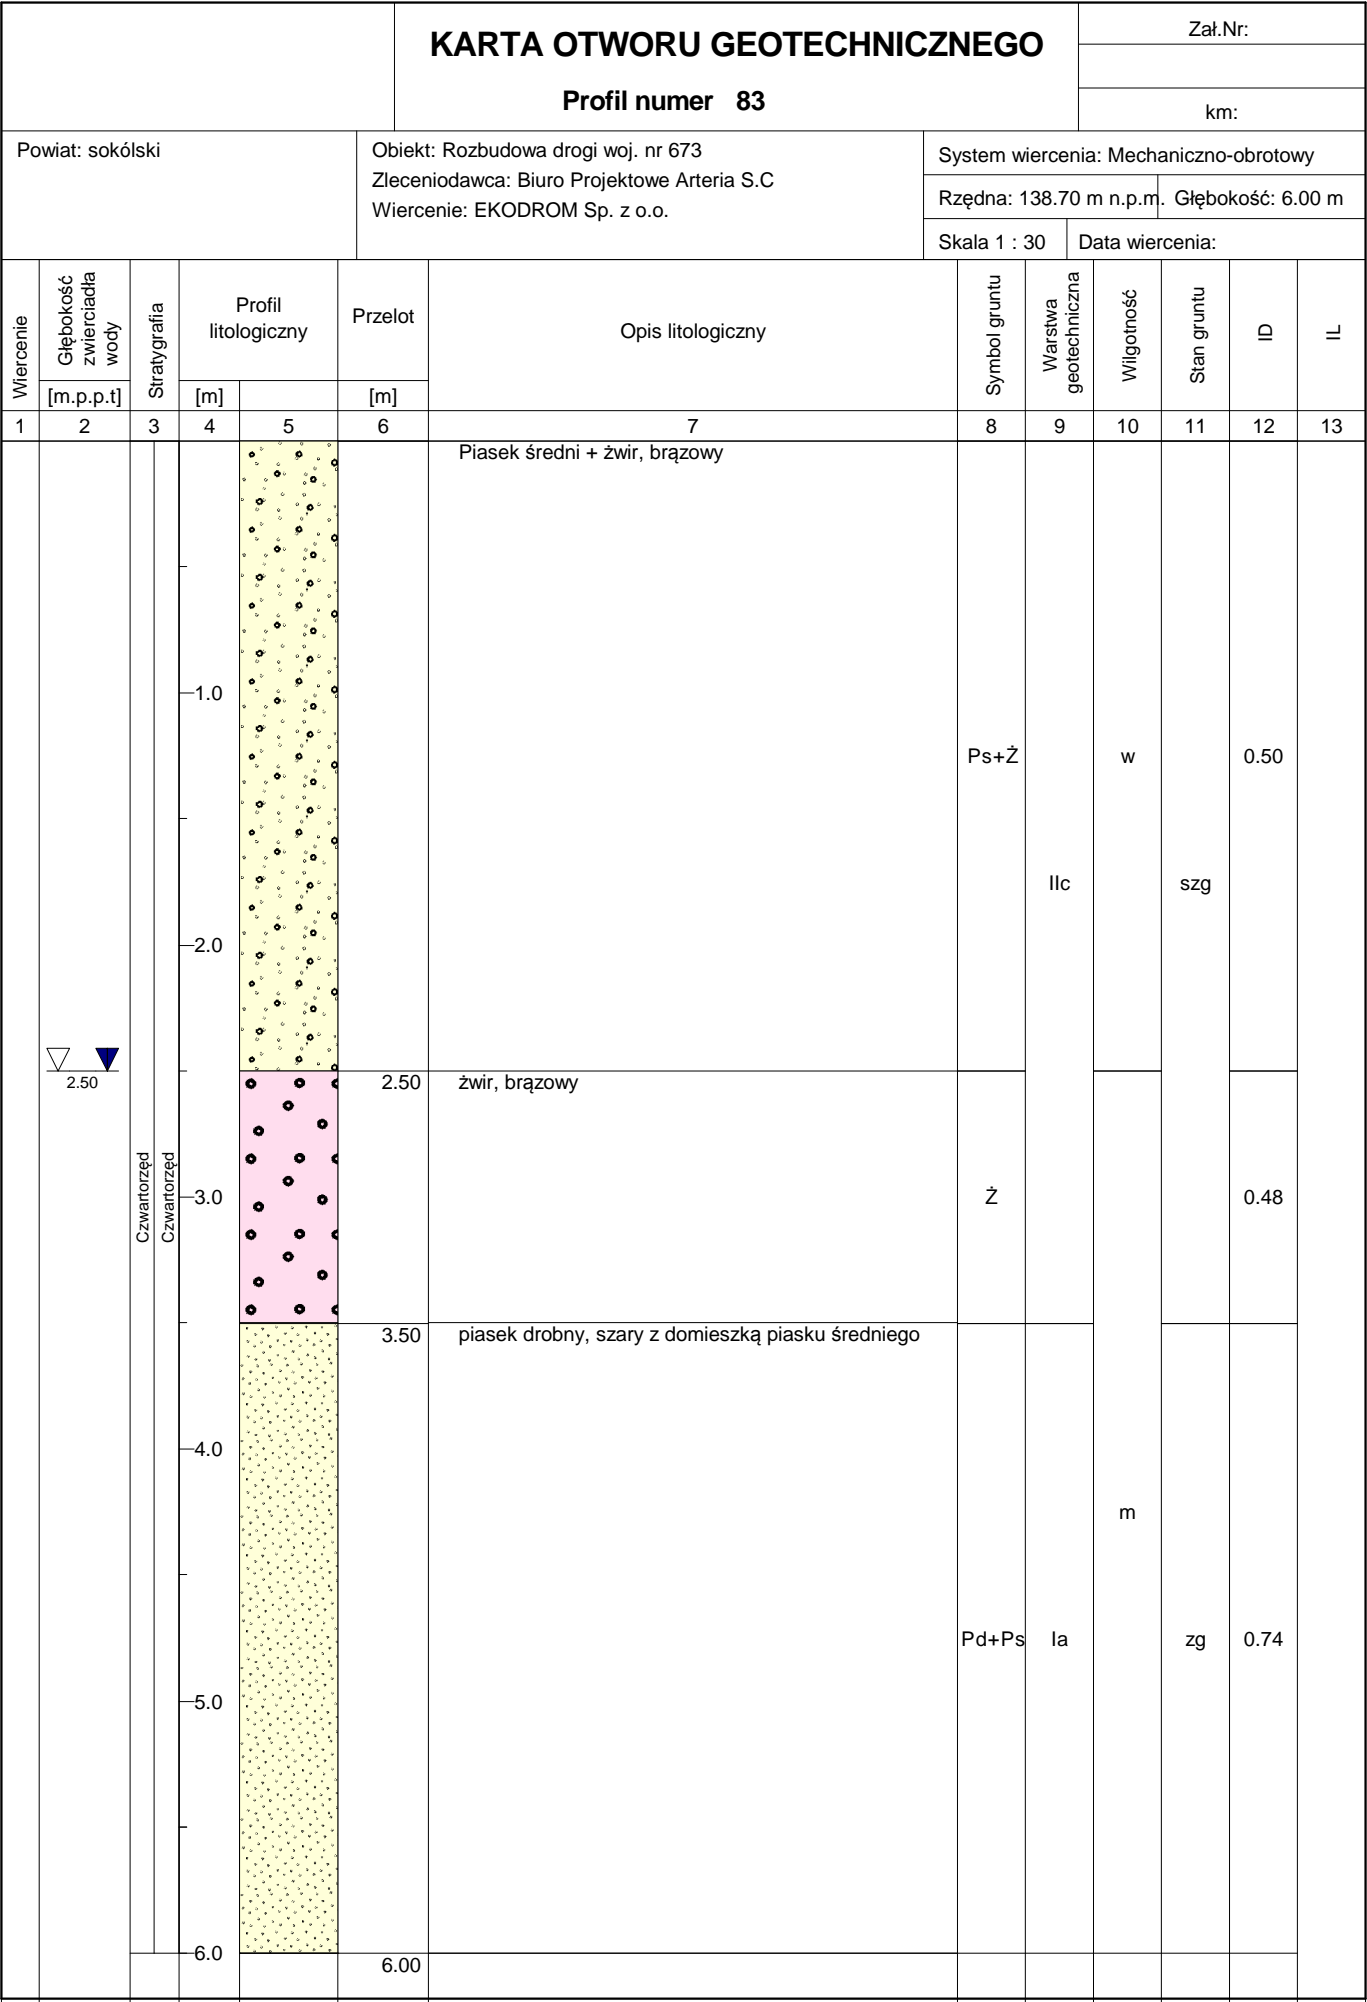 KARTA OTWORU GEOTECHNICZNEGO
Profil numer 83
Zał.Nr:
km:
Powiat: sokólski
Obiekt: Rozbudowa drogi woj. nr 673
Zleceniodawca: Biuro Projektowe Arteria S.C
Wiercenie: EKODROM Sp. z o.o.
System wiercenia: Mechaniczno-obrotowy
Rzędna: 138.70 m n.p.m. Głębokość: 6.00 m
Skala 1 : 30 Data wiercenia:
Wiercenie
Głębokość
zwierciadła
wody
[m.p.p.t]
Stratygrafia
Profil
litologiczny
[m]
Przelot
[m]
Opis litologiczny
Symbol gruntu
Warstwa
geotechniczna
Wilgotność
Stan gruntu
ID
IL
1 2 3 4 5 6 7 8 9 10 11 12 13
Piasek średni + żwir, brązowy
1.0
Ps+Ż w 0.50
IIc szg
2.0
2.50
2.50 żwir, brązowy
Czwartorzęd
Czwartorzęd
3.0
Ż 0.48
3.50 piasek drobny, szary z domieszką piasku średniego
4.0
m
Pd+Ps Ia zg 0.74
5.0
6.0
6.00